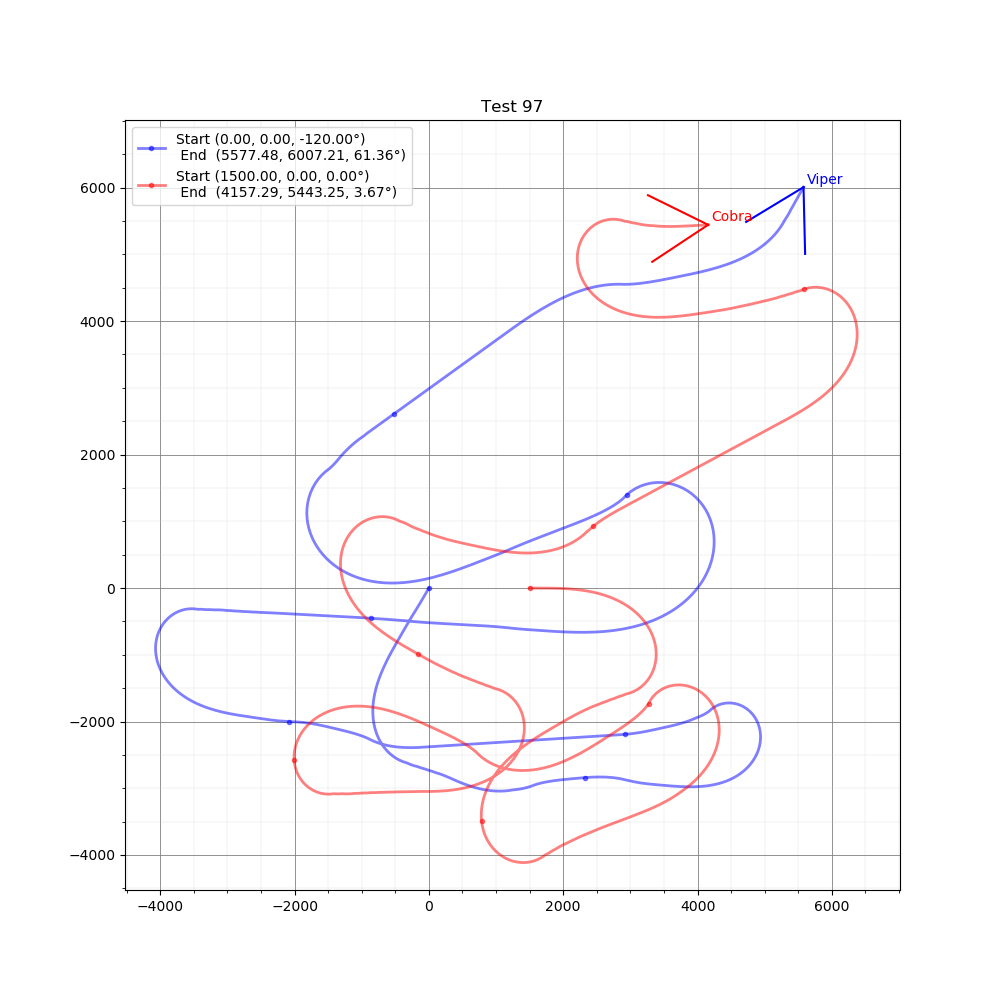 Test 97
Start (0.00, 0.00, -120.00°)
End (5577.48, 6007.21, 61.36°)
Start (1500.00, 0.00, 0.00°)
End (4157.29, 5443.25, 3.67°)
Viper
Cobra
6000
4000
2000
0
−2000
−4000
−4000 −2000 0 2000 4000 6000